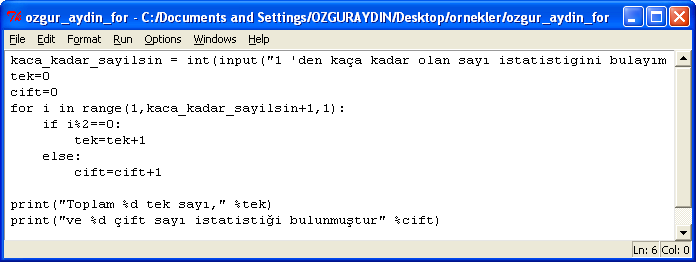 7% ozgur_aydin_for - C:/Documents and Settings/OZGURAYDIN/Desktop/ornekler/ozgur_aydin_for
File Edit Format Run Options Windows Help
kaca_kadar_sayilsin = int(input("1 'den kaça kadar olan sayı istatistigini bulayım
tek=0
cift=0
for i in range(1,kaca_kadar_sayilsin+1,1):
    if i%2==0:
        tek=tek+1
    else:
        cift=cift+1
print("Toplam %d tek sayı," %tek)
print("ve %d çift sayı istatistiği bulunmuştur" %cift)
Ln: 6 Col: 0